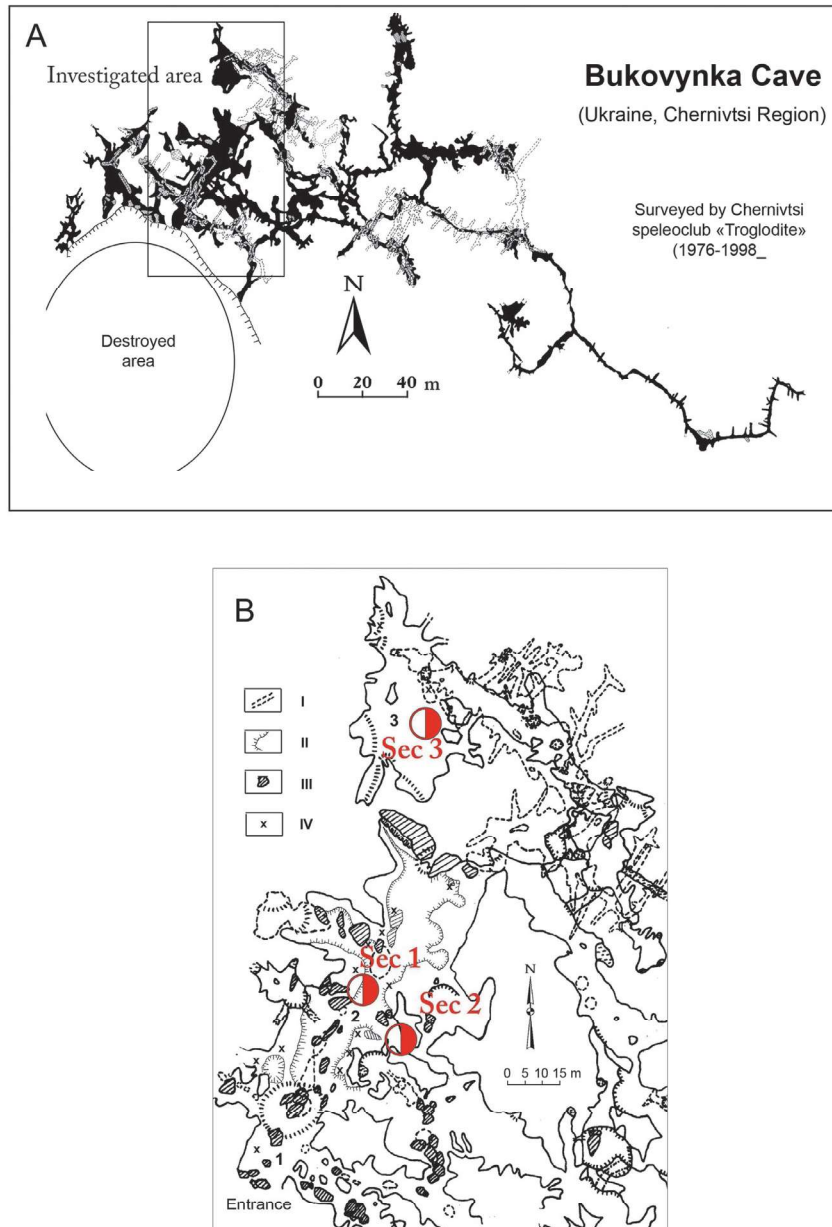 A
Investigated area
Bukovynka Cave
(Ukraine, Chernivtsi Region)
Surveyed by Chernivtsi
speleoclub «Troglodite»
(1976-1998_
N
Destroyed
area
0 20 40 m
B
I
II
III
x IV
3
Sec 3
Sec 1
Sec 2
2
N
0 5 10 15 m
1
Entrance